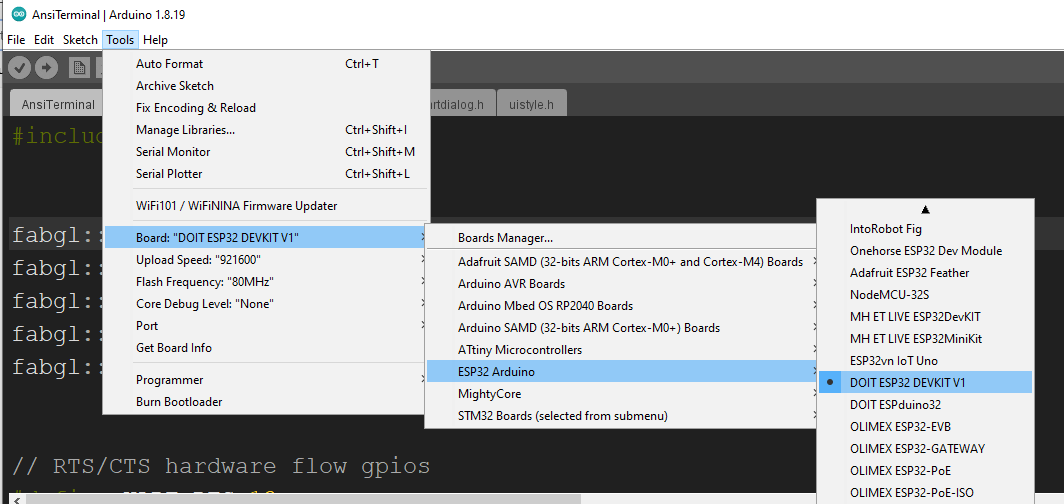 AnsiTerminal | Arduino 1.8.19
File Edit Sketch Tools Help
Auto Format Ctrl+T
Archive Sketch
Fix Encoding & Reload
Manage Libraries... Ctrl+Shift+I
Serial Monitor Ctrl+Shift+M
Serial Plotter Ctrl+Shift+L
WiFi101 / WiFiNINA Firmware Updater
Board: "DOIT ESP32 DEVKIT V1"
Upload Speed: "921600"
Flash Frequency: "80MHz"
Core Debug Level: "None"
Port
Get Board Info
Programmer
Burn Bootloader
AnsiTerminal
rtdialog.h
uistyle.h
#includ
fabgl::
fabgl::
fabgl::
fabgl::
fabgl::
// RTS/CTS hardware flow gpios
Boards Manager...
Adafruit SAMD (32-bits ARM Cortex-M0+ and Cortex-M4) Boards
Arduino AVR Boards
Arduino Mbed OS RP2040 Boards
Arduino SAMD (32-bits ARM Cortex-M0+) Boards
ATtiny Microcontrollers
ESP32 Arduino
MightyCore
STM32 Boards (selected from submenu)
IntoRobot Fig
Onehorse ESP32 Dev Module
Adafruit ESP32 Feather
NodeMCU-32S
MH ET LIVE ESP32DevKIT
MH ET LIVE ESP32MiniKit
ESP32vn IoT Uno
DOIT ESP32 DEVKIT V1
DOIT ESPduino32
OLIMEX ESP32-EVB
OLIMEX ESP32-GATEWAY
OLIMEX ESP32-PoE
OLIMEX ESP32-PoE-ISO